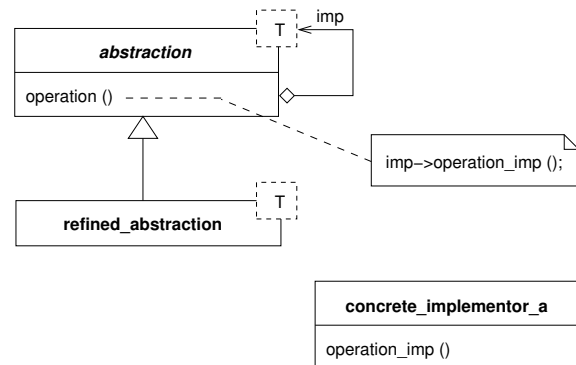 imp
T
abstraction
operation ()
imp->operation_imp ();
T
refined_abstraction
concrete_implementor_a
operation_imp ()